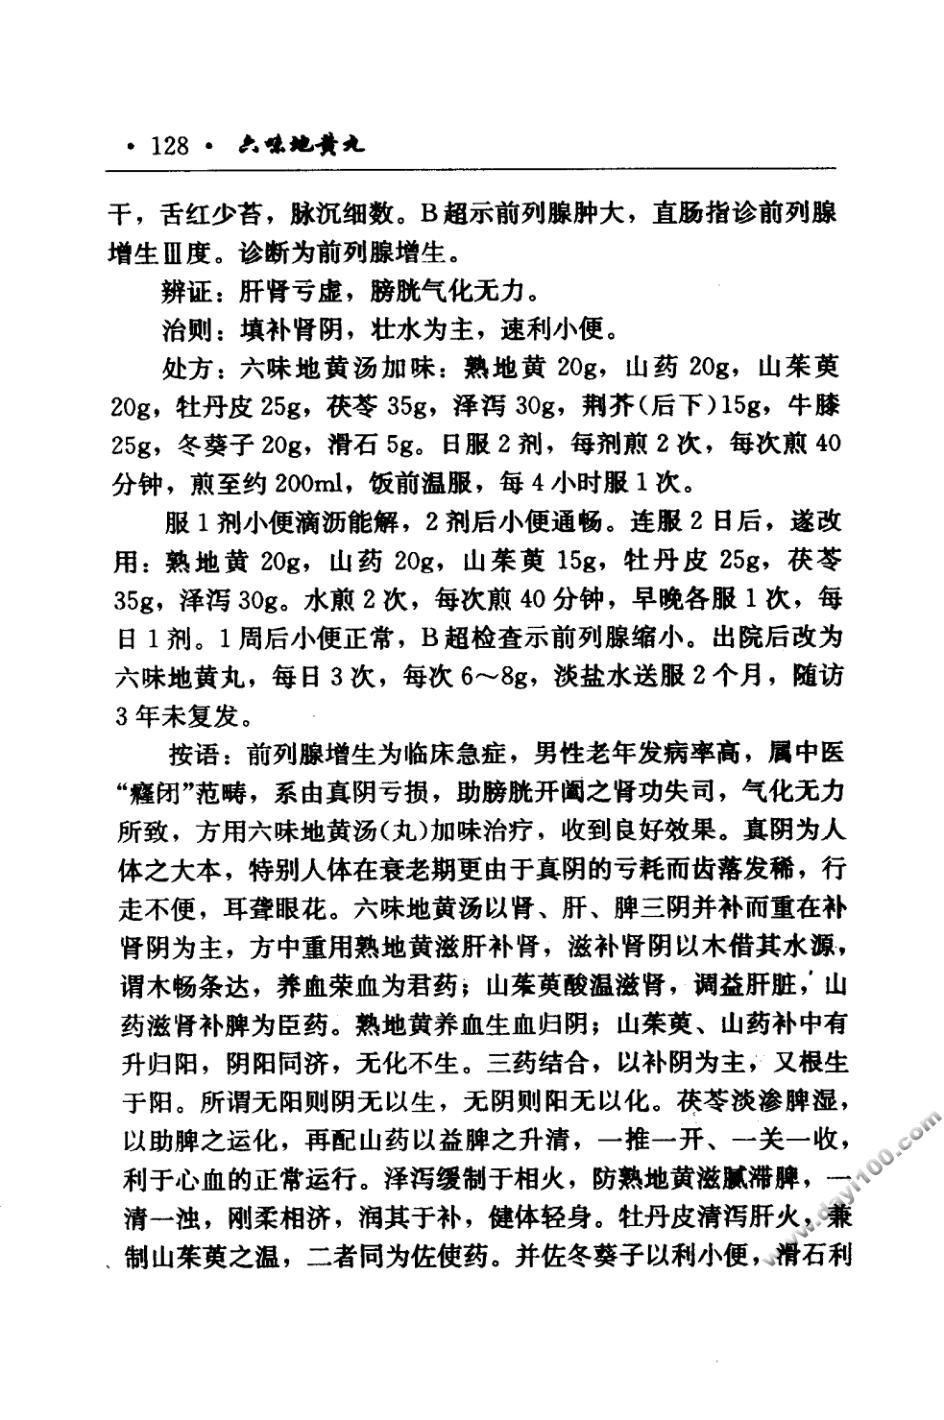 · 128 · 六味地黄丸
干，舌红少苔，脉沉细数。B超示前列腺肿大，直肠指诊前列腺
增生Ⅲ度。诊断为前列腺增生。
辨证：肝肾亏虚，膀胱气化无力。
治则：填补肾阴，壮水为主，速利小便。
处方：六味地黄汤加味：熟地黄 20g，山药 20g，山茱萸
20g，牡丹皮 25g，茯苓 35g，泽泻 30g，荆芥(后下)15g，牛膝
25g，冬葵子 20g，滑石 5g。日服 2 剂，每剂煎 2 次，每次煎 40
分钟，煎至约 200ml，饭前温服，每 4 小时服 1 次。
服 1 剂小便滴沥能解，2 剂后小便通畅。连服 2 日后，遂改
用：熟地黄 20g，山药 20g，山茱萸 15g，牡丹皮 25g，茯苓
35g，泽泻 30g。水煎 2 次，每次煎 40 分钟，早晚各服 1 次，每
日 1 剂。1 周后小便正常，B 超检查示前列腺缩小。出院后改为
六味地黄丸，每日 3 次，每次 6～8g，淡盐水送服 2 个月，随访
3 年未复发。
按语：前列腺增生为临床急症，男性老年发病率高，属中医
“癃闭”范畴，系由真阴亏损，助膀胱开阖之肾功失司，气化无力
所致，方用六味地黄汤(丸)加味治疗，收到良好效果。真阴为人
体之大本，特别人体在衰老期更由于真阴的亏耗而齿落发稀，行
走不便，耳聋眼花。六味地黄汤以肾、肝、脾三阴并补而重在补
肾阴为主，方中重用熟地黄滋肝补肾，滋补肾阴以木借其水源，
谓木畅条达，养血荣血为君药；山茱萸酸温滋肾，调益肝脏，山
药滋肾补脾为臣药。熟地黄养血生血归阴；山茱萸、山药补中有
升归阳，阴阳同济，无化不生。三药结合，以补阴为主，又根生
于阳。所谓无阳则阴无以生，无阴则阳无以化。茯苓淡渗脾湿，
以助脾之运化，再配山药以益脾之升清，一推一开、一关一收，
利于心血的正常运行。泽泻缓制于相火，防熟地黄滋腻滞脾，一
清一浊，刚柔相济，润其于补，健体轻身。牡丹皮清泻肝火，兼
制山茱萸之温，二者同为佐使药。并佐冬葵子以利小便，滑石利
www.dayi100.com